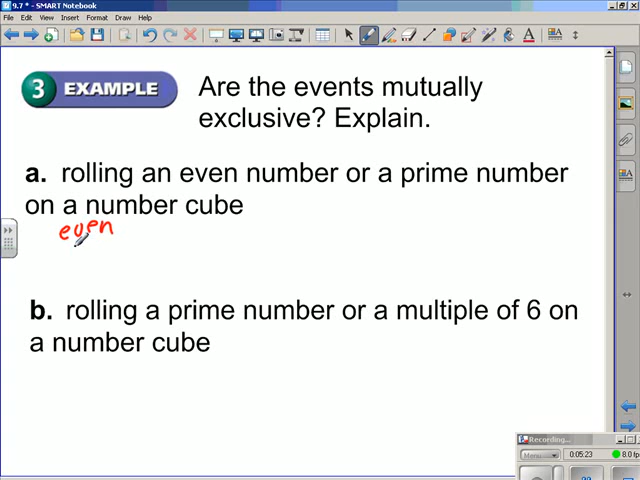 9.7 * - SMART Notebook
File Edit View Insert Format Draw Help
3 EXAMPLE
Are the events mutually
exclusive? Explain.
a. rolling an even number or a prime number
on a number cube
even
b. rolling a prime number or a multiple of 6 on
a number cube
Recording...
Menu
0:05:23
8.0 fp